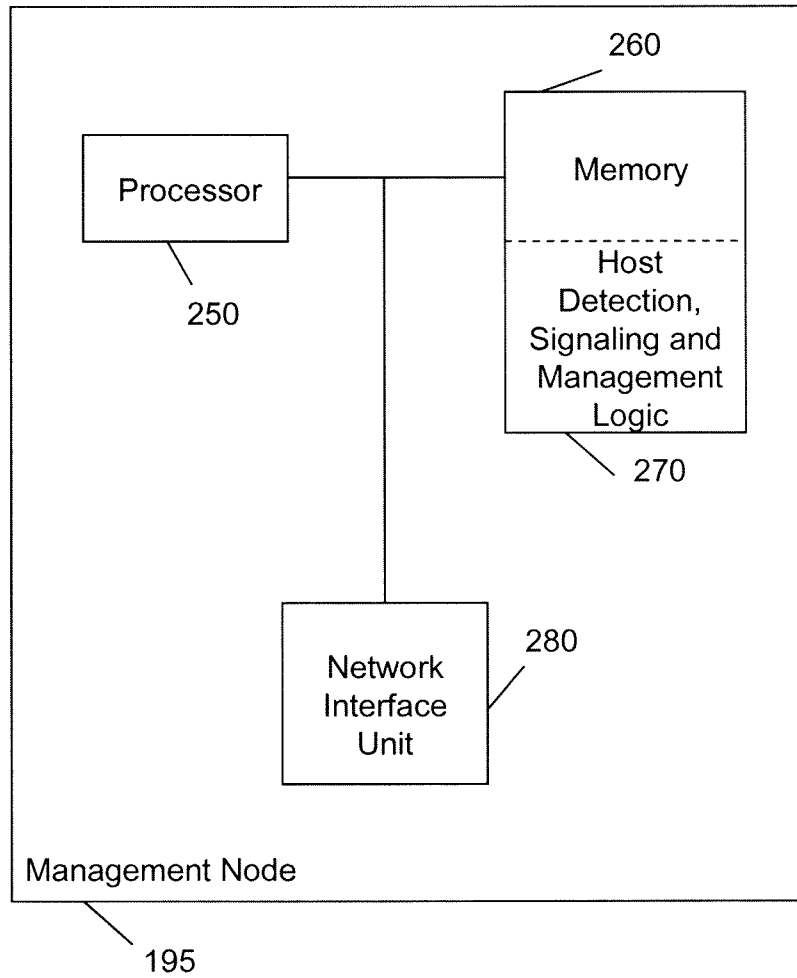 260
Processor
Memory
250
Host
Detection,
Signaling and
Management
Logic
270
280
Network
Interface
Unit
Management Node
195